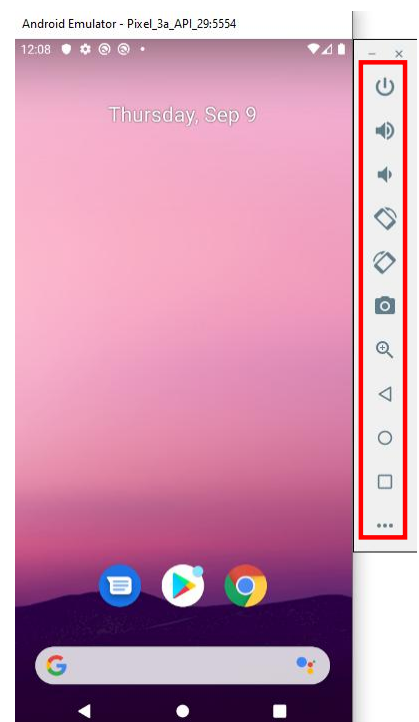 Android Emulator - Pixel_3a_API_29:5554
12:08
Thursday, Sep 9
G